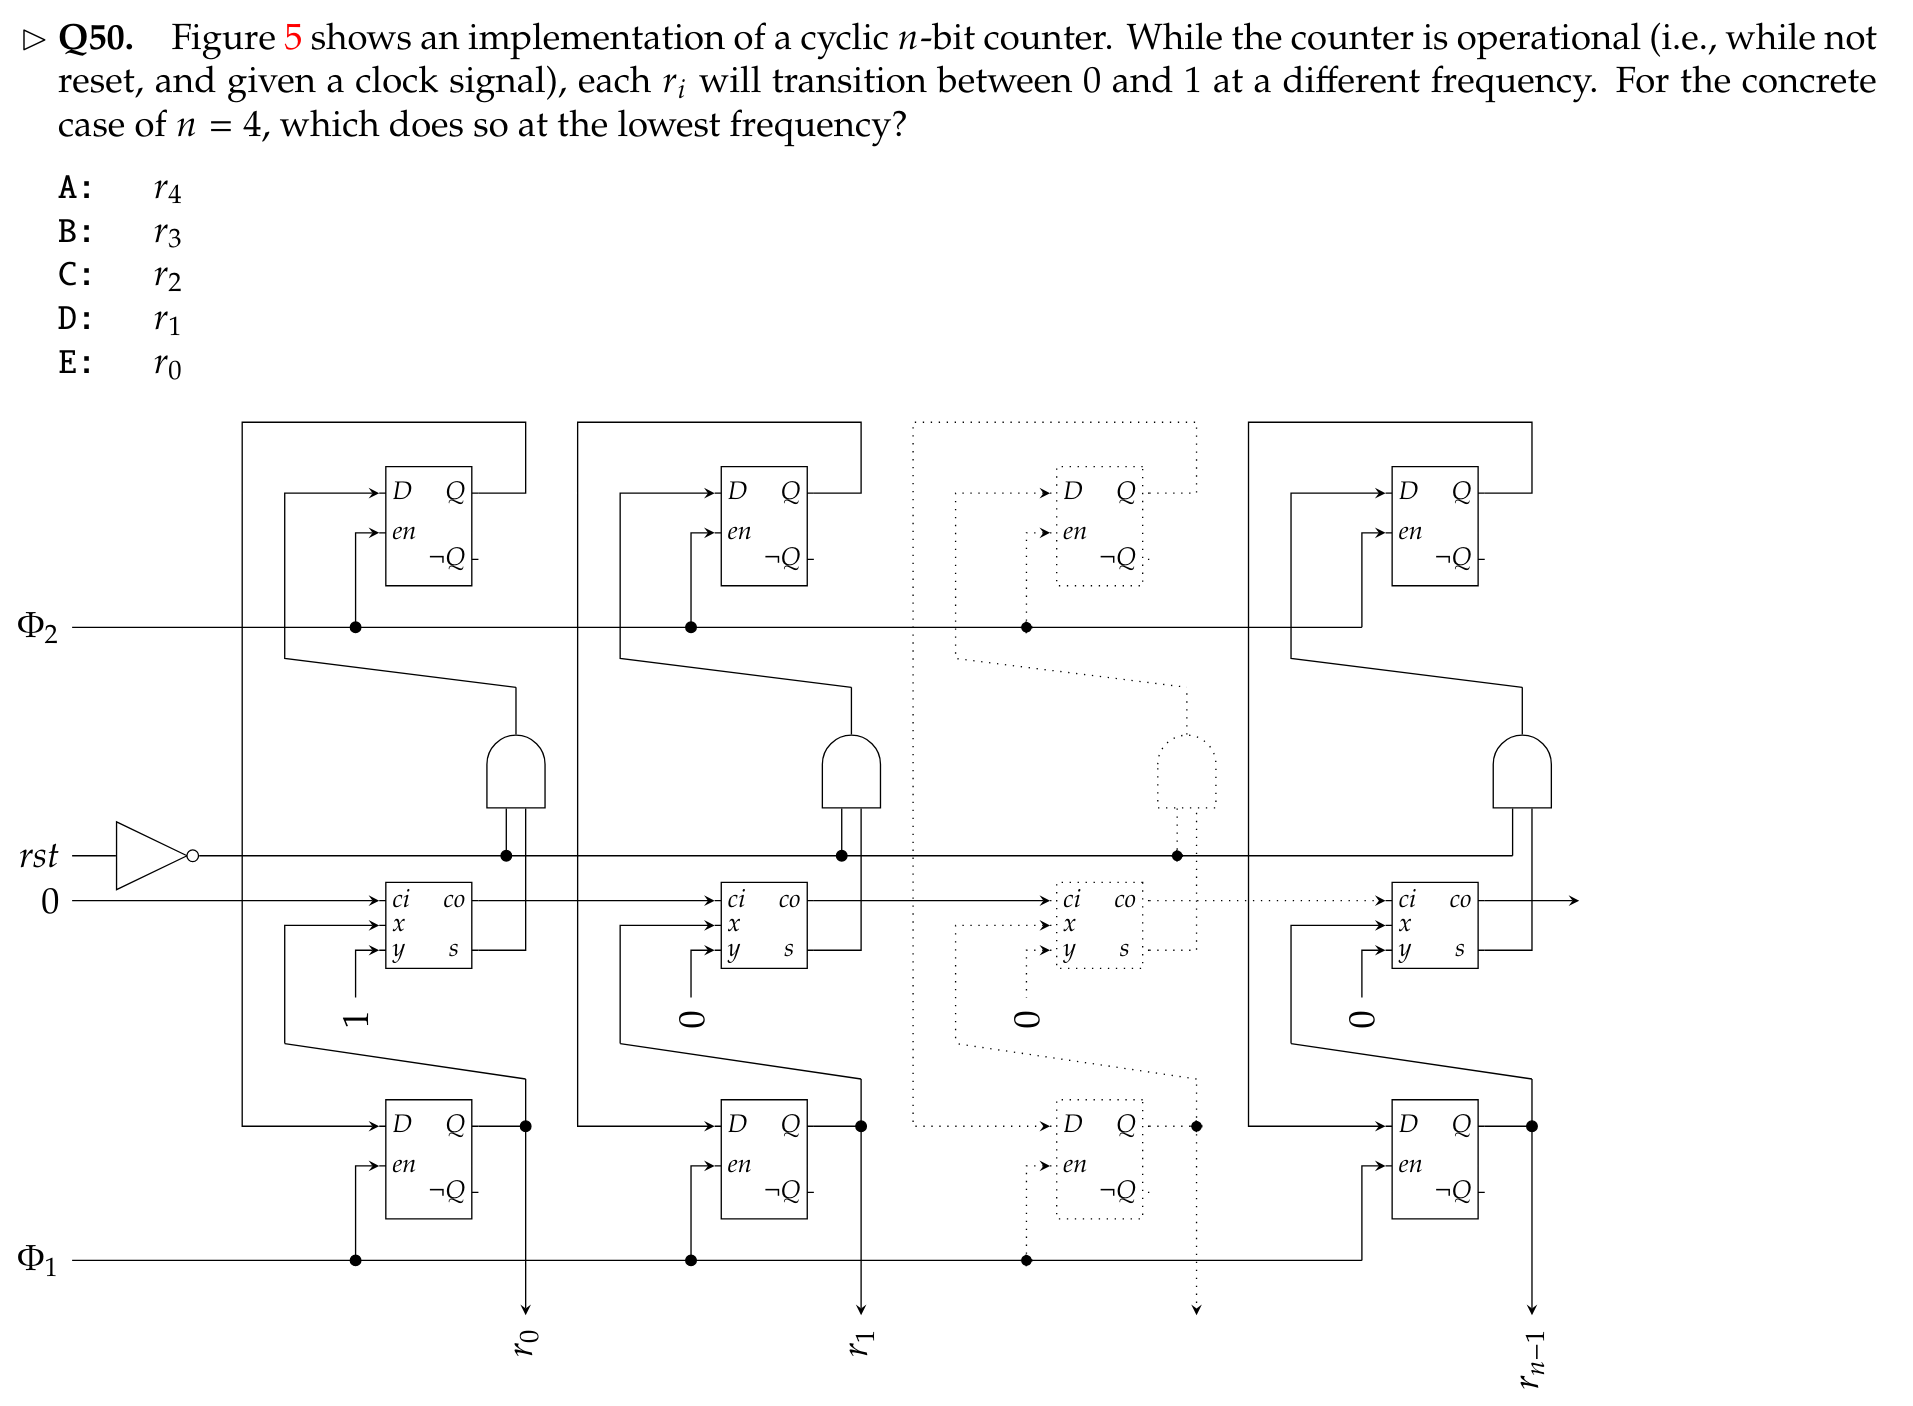 ▷ Q50. Figure 5 shows an implementation of a cyclic n-bit counter. While the counter is operational (i.e., while not
reset, and given a clock signal), each r_i will transition between 0 and 1 at a different frequency. For the concrete
case of n = 4, which does so at the lowest frequency?
A: r_4
B: r_3
C: r_2
D: r_1
E: r_0
D Q D Q D Q D Q
en en en en
¬Q ¬Q ¬Q ¬Q
Φ_2
rst
0 ci co ci co ci co ci co
x x x x
y s y s y s y s
1 0 0 0
D Q D Q D Q D Q
en en en en
¬Q ¬Q ¬Q ¬Q
Φ_1
r_0 r_1 r_{n−1}